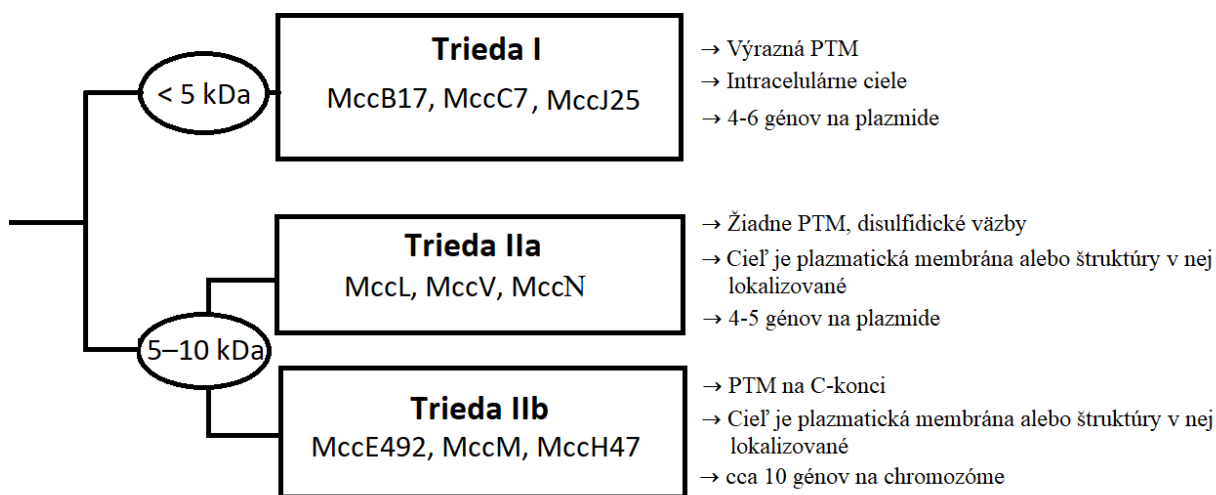 < 5 kDa
Trieda I
MccB17, MccC7, MccJ25
→ Výrazná PTM
→ Intracelulárne ciele
→ 4-6 génov na plazmide
5–10 kDa
Trieda IIa
MccL, MccV, MccN
→ Žiadne PTM, disulfidické väzby
→ Cieľ je plazmatická membrána alebo štruktúry v nej
lokalizované
→ 4-5 génov na plazmide
Trieda IIb
MccE492, MccM, MccH47
→ PTM na C-konci
→ Cieľ je plazmatická membrána alebo štruktúry v nej
lokalizované
→ cca 10 génov na chromozóme